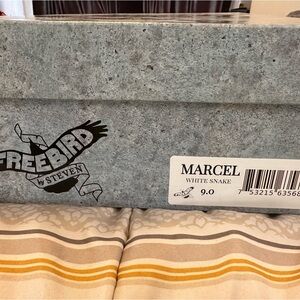 FREEBIRD
by STEVEN
MARCEL
WHITE SNAKE
9.0
7 53215 63568